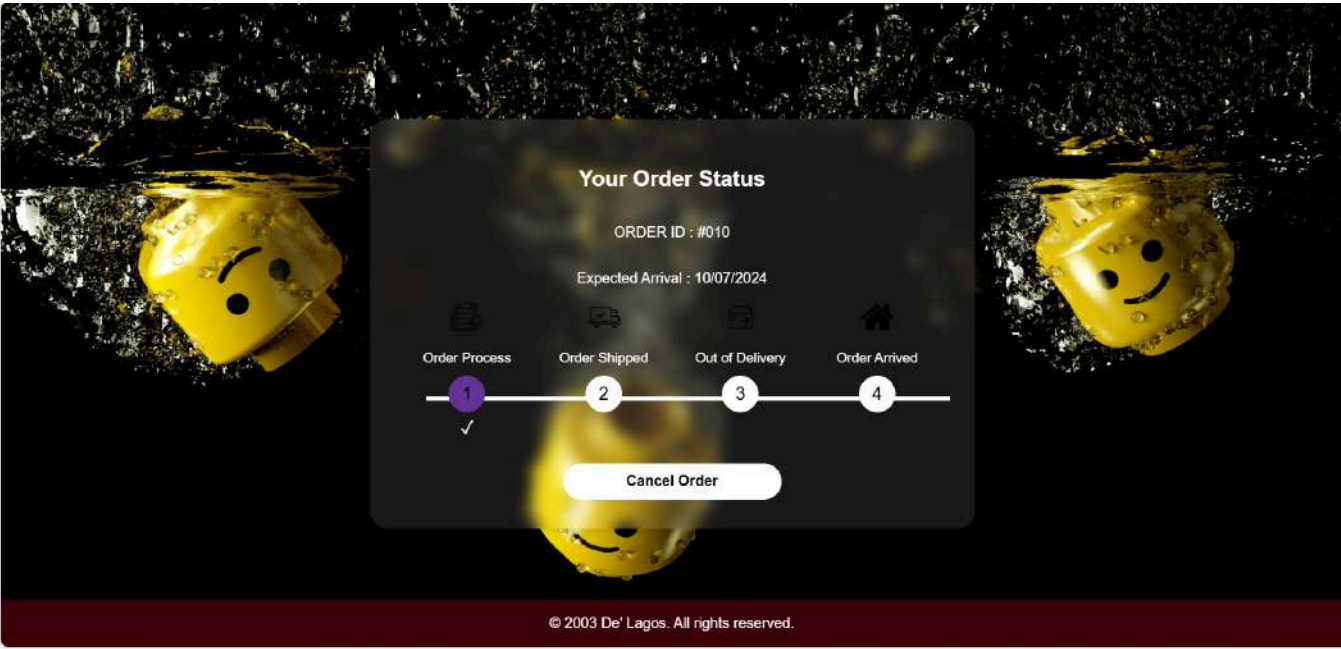 Your Order Status
ORDER ID : #010
Expected Arrival : 10/07/2024
Order Process Order Shipped Out of Delivery Order Arrived
1 2 3 4
✓
Cancel Order
© 2003 De' Lagos. All rights reserved.